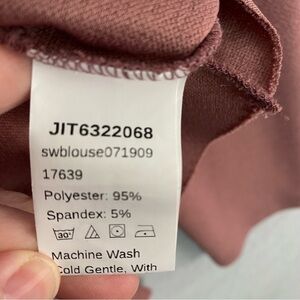 JIT6322068
swblouse071909
17639
Polyester: 95%
Spandex: 5%
30°
Machine Wash
Cold Gentle, With